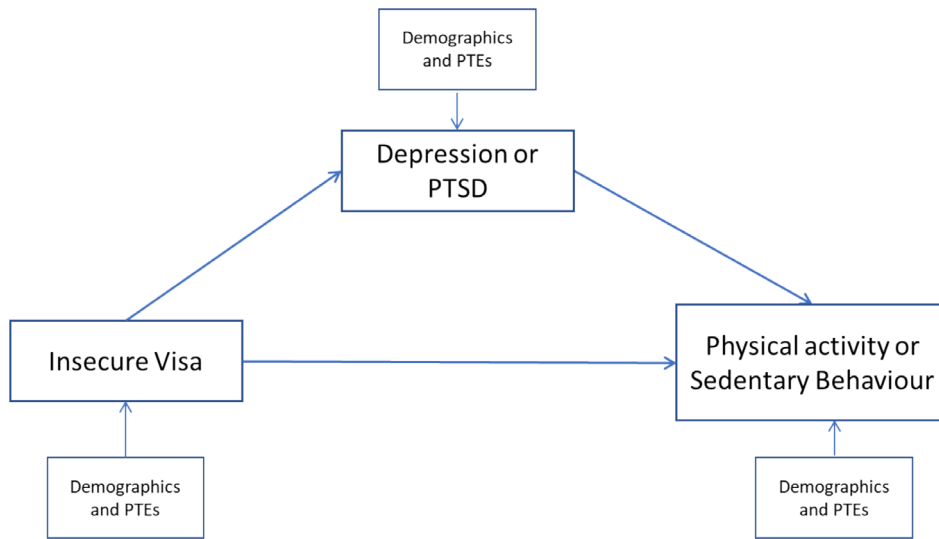 Demographics
and PTEs
Depression or
PTSD
Insecure Visa
Physical activity or
Sedentary Behaviour
Demographics
and PTEs
Demographics
and PTEs